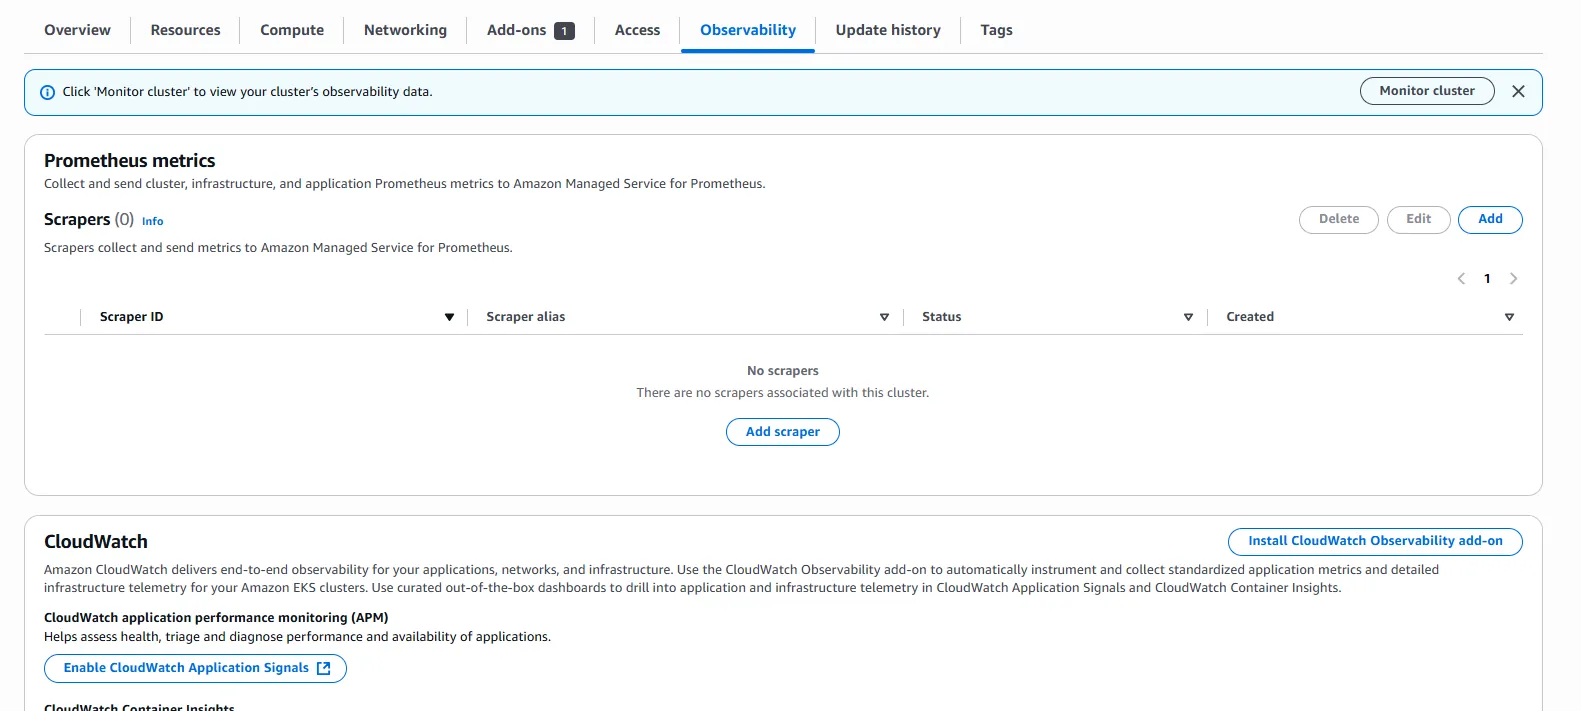 Overview Resources Compute Networking Add-ons 1 Access Observability Update history Tags
Click 'Monitor cluster' to view your cluster's observability data. Monitor cluster
Prometheus metrics
Collect and send cluster, infrastructure, and application Prometheus metrics to Amazon Managed Service for Prometheus.
Scrapers (0) Info Delete Edit Add
Scrapers collect and send metrics to Amazon Managed Service for Prometheus.
1
Scraper ID Scraper alias Status Created
No scrapers
There are no scrapers associated with this cluster.
Add scraper
CloudWatch Install CloudWatch Observability add-on
Amazon CloudWatch delivers end-to-end observability for your applications, networks, and infrastructure. Use the CloudWatch Observability add-on to automatically instrument and collect standardized application metrics and detailed
infrastructure telemetry for your Amazon EKS clusters. Use curated out-of-the-box dashboards to drill into application and infrastructure telemetry in CloudWatch Application Signals and CloudWatch Container Insights.
CloudWatch application performance monitoring (APM)
Helps assess health, triage and diagnose performance and availability of applications.
Enable CloudWatch Application Signals
CloudWatch Container Insights